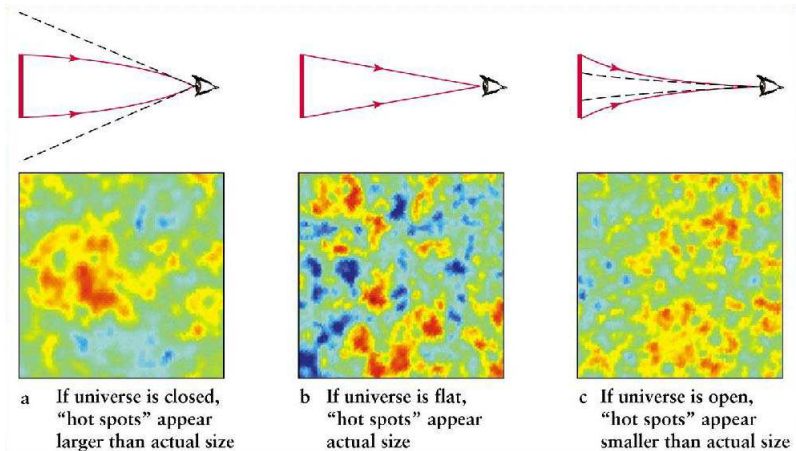 a If universe is closed,
“hot spots” appear
larger than actual size
b If universe is flat,
“hot spots” appear
actual size
c If universe is open,
“hot spots” appear
smaller than actual size